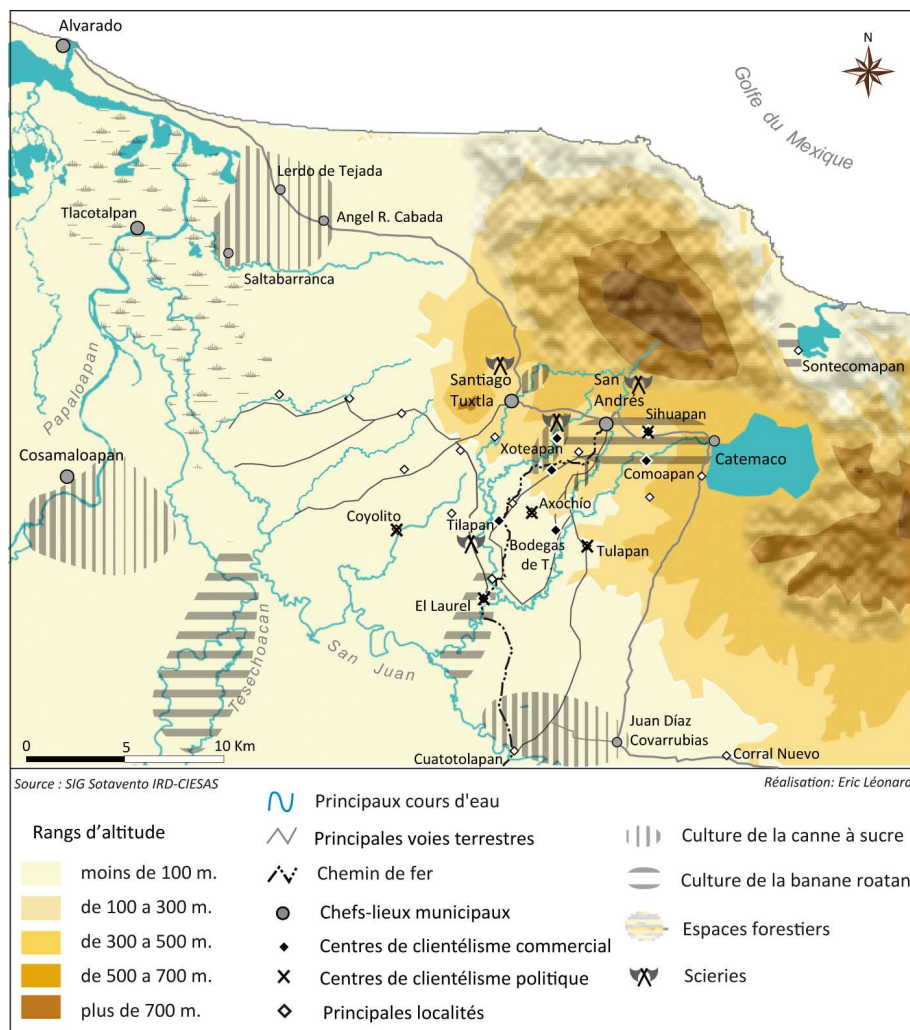 Alvarado
N
Golfe du Mexique
Lerdo de Tejada
Tlacotalpan
Angel R. Cabada
Saltabarranca
Papaloapan
Sontecomapan
Santiago
Tuxtla
San
Andrés
Sihuapan
Xoteapan
Cosamaloapan
Catemaco
Comoapan
Axochío
Coyolito
Tilapan
Bodegas
de T.
Tulapan
El Laurel
Tesechoacan
San Juan
Juan Díaz
Covarrubias
0 5 10 Km
Cuatotolapan
Corral Nuevo
Source : SIG Sotavento IRD-CIESAS
Réalisation: Eric Léonard
Rangs d'altitude
moins de 100 m.
de 100 a 300 m.
de 300 a 500 m.
de 500 a 700 m.
plus de 700 m.
Principaux cours d'eau
Principales voies terrestres
Chemin de fer
Chefs-lieux municipaux
Centres de clientélisme commercial
Centres de clientélisme politique
Principales localités
Culture de la canne à sucre
Culture de la banane roatan
Espaces forestiers
Scieries